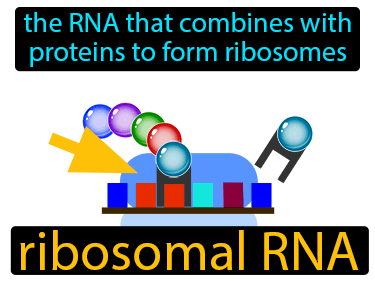 the RNA that combines with
proteins to form ribosomes
ribosomal RNA